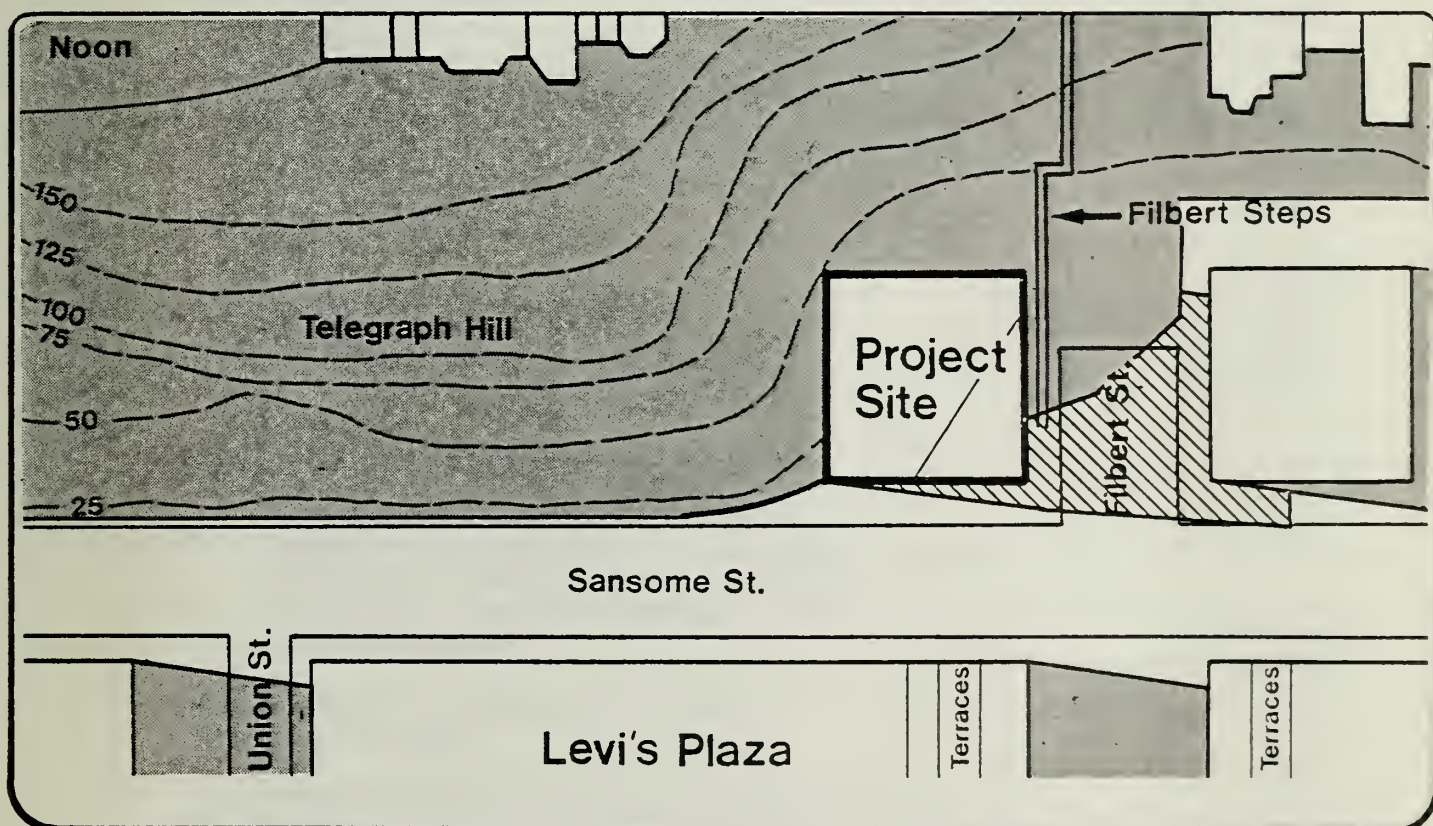 Noon
150
125
Filbert Steps
100
Telegraph Hill
75
Project
Site
50
Filbert St.
25
Sansome St.
Union St.
Levi's Plaza
Terraces
Terraces